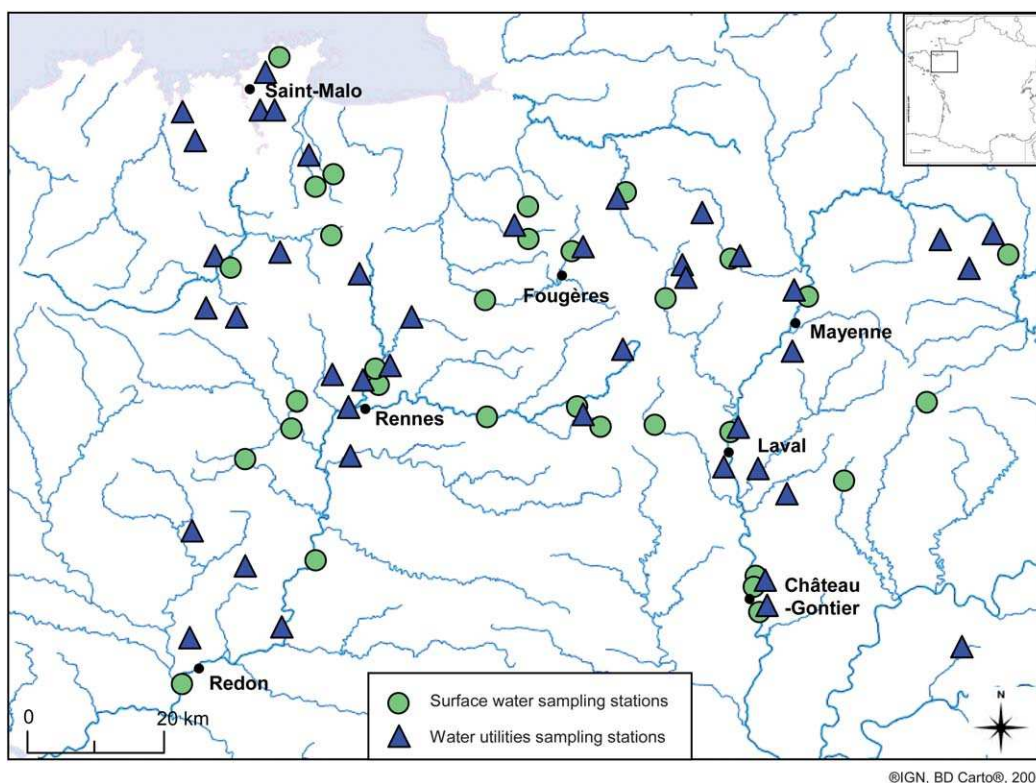 Saint-Malo
Fougères
Mayenne
Rennes
Laval
Château
-Gontier
Redon
0 20 km
Surface water sampling stations
Water utilities sampling stations
N
©IGN, BD Carto®, 200